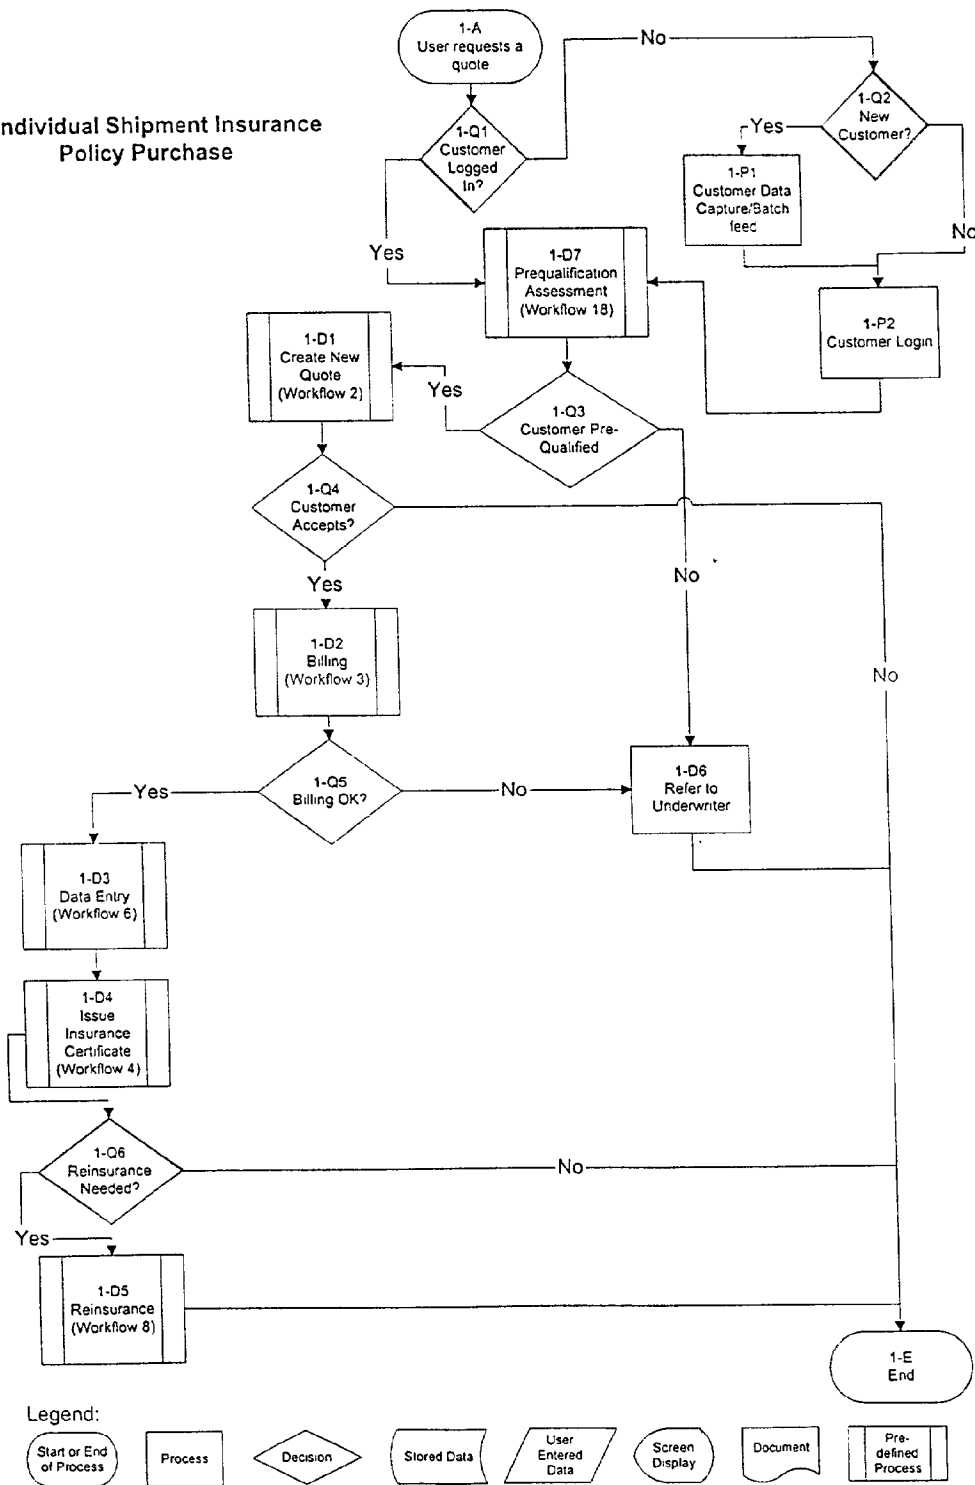 1-A
User requests a
quote
No
ndividual Shipment Insurance
Policy Purchase
1-Q1
Customer
Logged
In?
1-Q2
New
Customer?
Yes
1-P1
Customer Data
Capture/Batch
feed
No
Yes
1-D7
Prequalification
Assessment
(Workflow 18)
1-P2
Customer Login
1-D1
Create New
Quote
(Workflow 2)
Yes
1-Q3
Customer Pre-
Qualified
1-Q4
Customer
Accepts?
No
Yes
1-D2
Billing
(Workflow 3)
No
1-Q5
Billing OK?
Yes
No
1-D6
Refer to
Underwriter
1-D3
Data Entry
(Workflow 6)
1-D4
Issue
Insurance
Certificate
(Workflow 4)
1-Q6
Reinsurance
Needed?
No
Yes
1-D5
Reinsurance
(Workflow 8)
1-E
End
Legend:
Start or End
of Process
Process
Decision
Stored Data
User
Entered
Data
Screen
Display
Document
Pre-
defined
Process